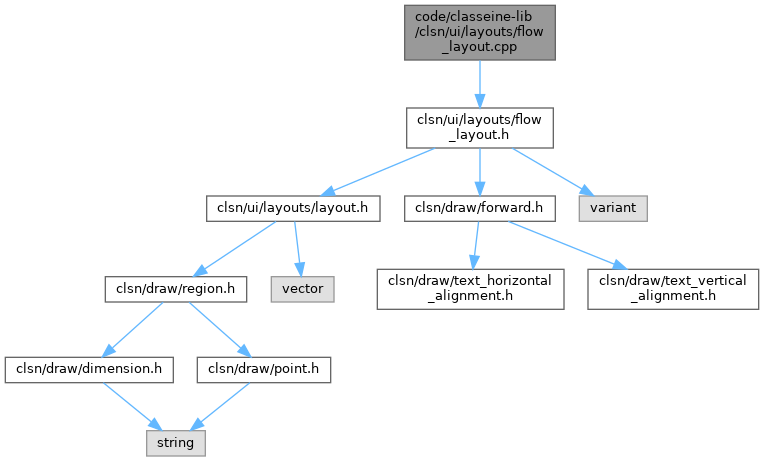 code/classeine-lib
/clsn/ui/layouts/flow
_layout.cpp
clsn/ui/layouts/flow
_layout.h
clsn/ui/layouts/layout.h
clsn/draw/forward.h
variant
clsn/draw/region.h
vector
clsn/draw/text_horizontal
_alignment.h
clsn/draw/text_vertical
_alignment.h
clsn/draw/dimension.h
clsn/draw/point.h
string